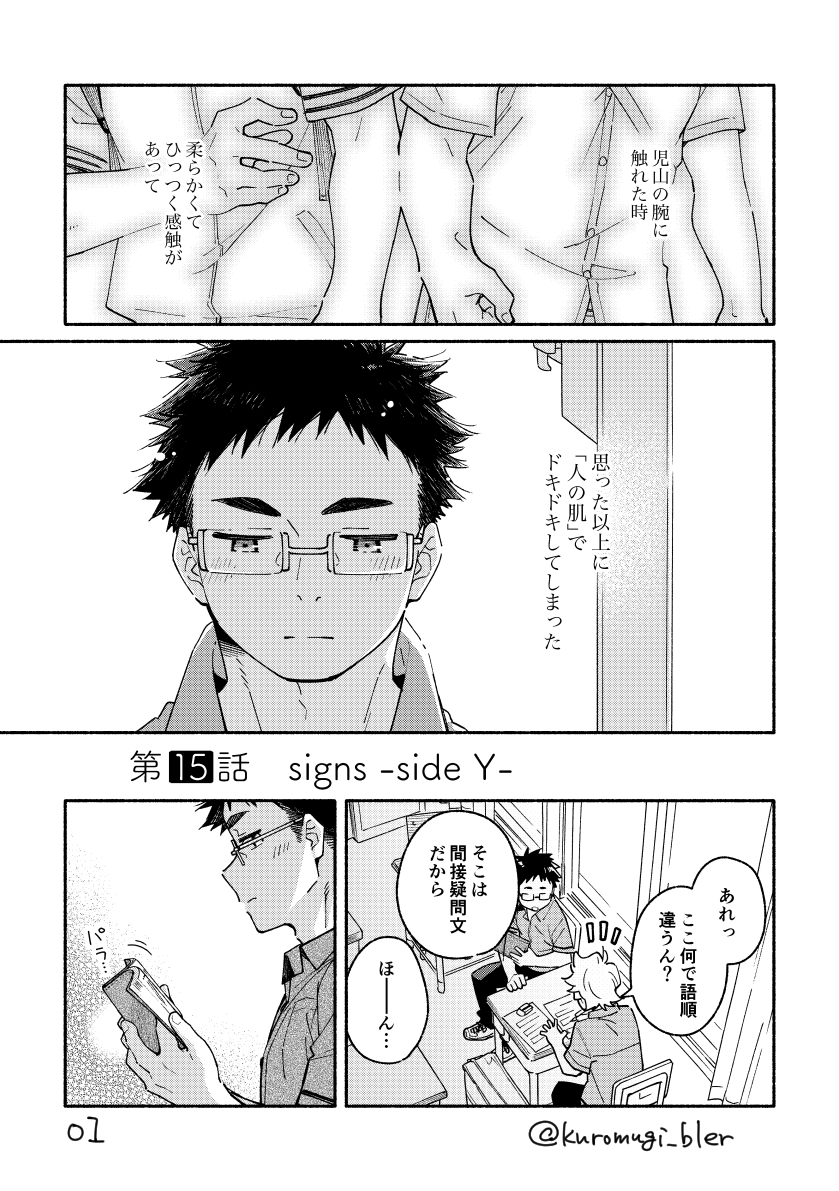 児山の腕に
触れた時
柔らかくて
ひっつく感触が
あって
思った以上に
「人の肌」で
ドキドキしてしまった
第15話 signs -side Y-
あれっ
ここ何で語順
違うん？
そこは
間接疑問文
だから
ほーん…
パラ…
01
@kuromugi_bler